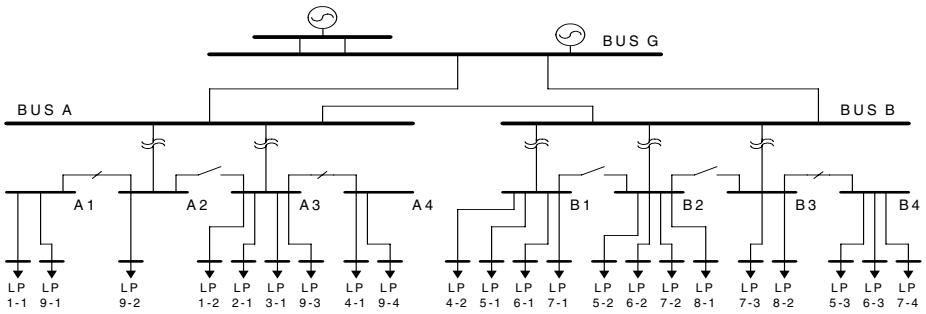 BUS G
BUS A
BUS B
A1
A2
A3
A4
B1
B2
B3
B4
LP LP LP LP LP LP LP LP LP LP LP LP LP LP LP LP LP LP LP LP LP LP
1-1 9-1 9-2 1-2 2-1 3-1 9-3 4-1 9-4 4-2 5-1 6-1 7-1 5-2 6-2 7-2 8-1 7-3 8-2 5-3 6-3 7-4